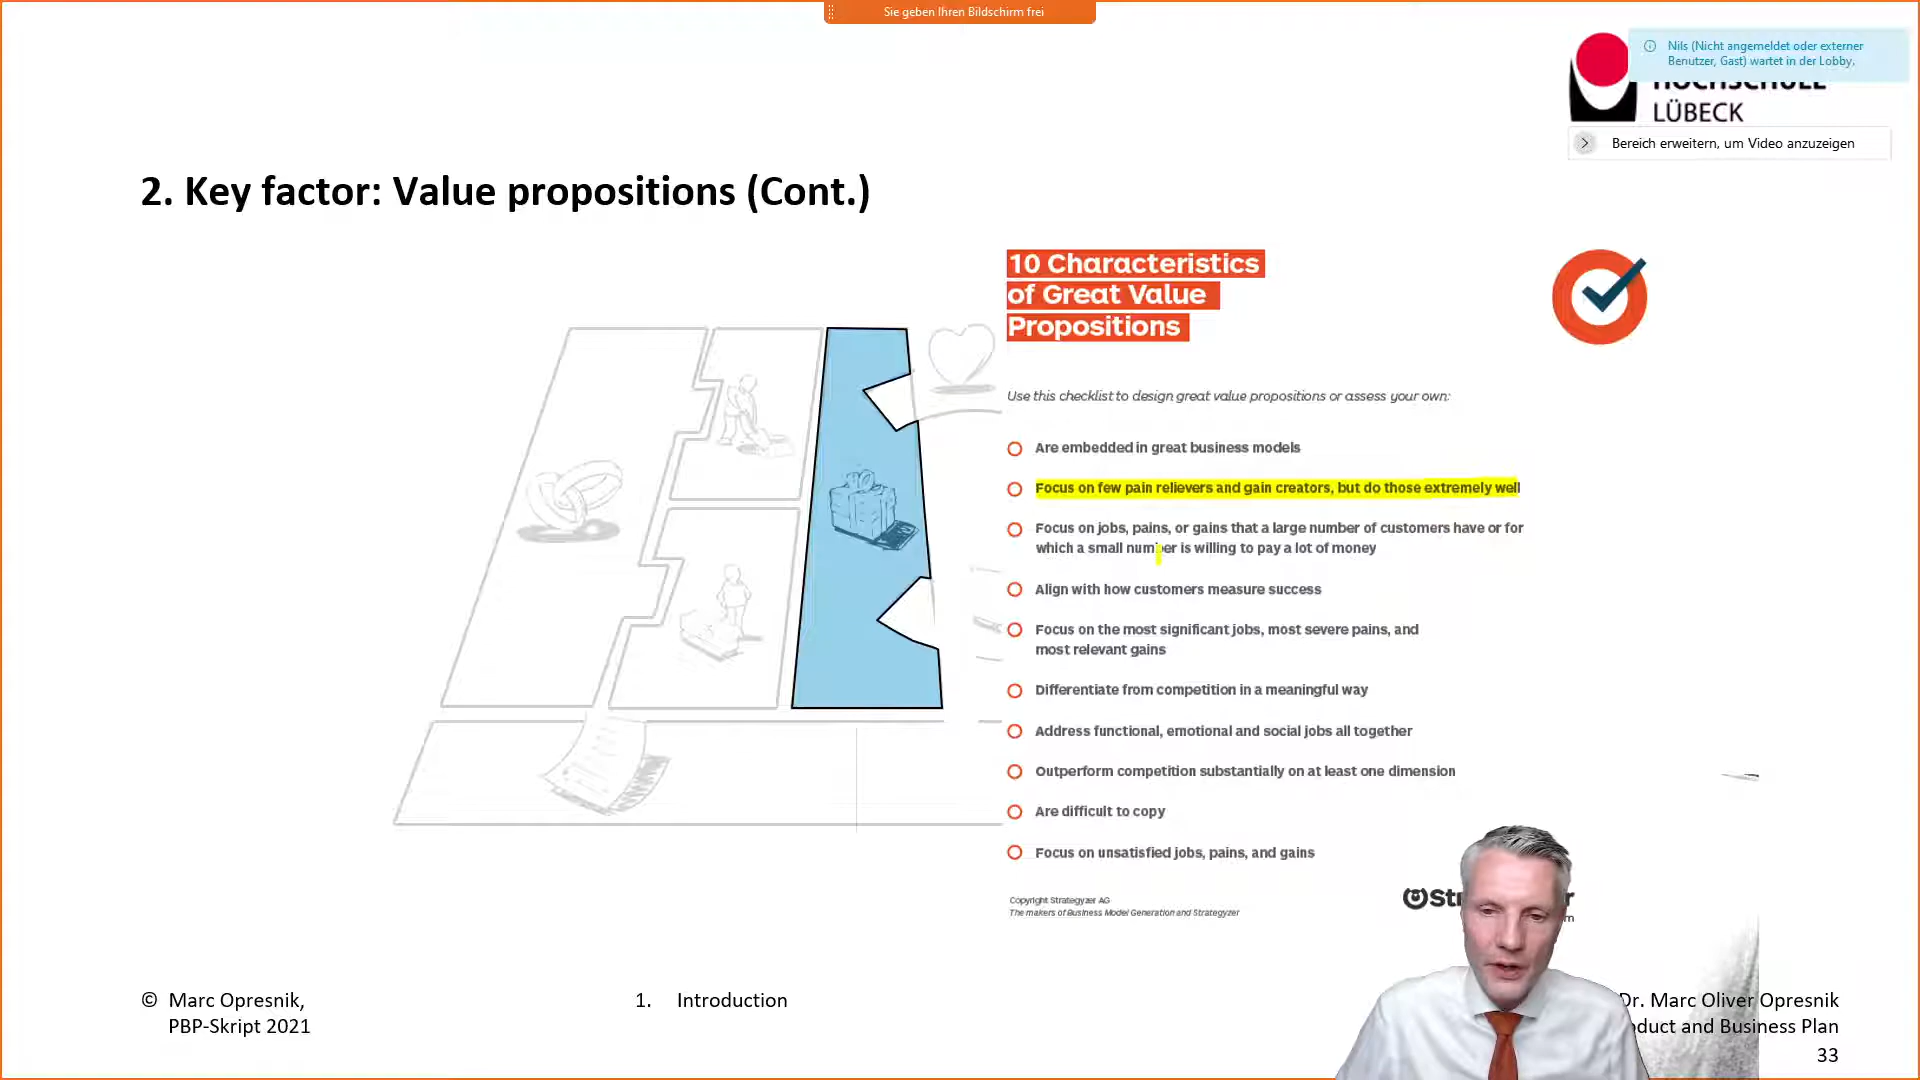 Sie geben Ihren Bildschirm frei
Nils (Nicht angemeldet oder externer
Benutzer, Gast) wartet in der Lobby.
HOCHSCHULE
LÜBECK
Bereich erweitern, um Video anzuzeigen
2. Key factor: Value propositions (Cont.)
10 Characteristics
of Great Value
Propositions
Use this checklist to design great value propositions or assess your own:
Are embedded in great business models
Focus on few pain relievers and gain creators, but do those extremely well
Focus on jobs, pains, or gains that a large number of customers have or for
which a small number is willing to pay a lot of money
Align with how customers measure success
Focus on the most significant jobs, most severe pains, and
most relevant gains
Differentiate from competition in a meaningful way
Address functional, emotional and social jobs all together
Outperform competition substantially on at least one dimension
Are difficult to copy
Focus on unsatisfied jobs, pains, and gains
Copyright Strategyzer AG
The makers of Business Model Generation and Strategyzer
© Marc Opresnik,
PBP-Skript 2021
1. Introduction
Dr. Marc Oliver Opresnik
and Business Plan
33